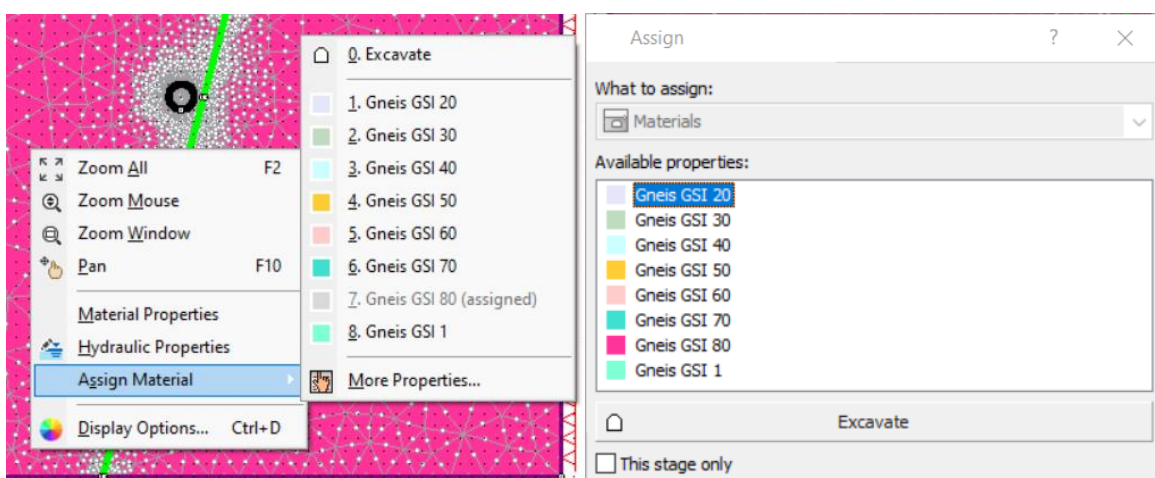 0. Excavate
1. Gneis GSI 20
2. Gneis GSI 30
3. Gneis GSI 40
4. Gneis GSI 50
5. Gneis GSI 60
6. Gneis GSI 70
7. Gneis GSI 80 (assigned)
8. Gneis GSI 1
More Properties...
Zoom All F2
Zoom Mouse
Zoom Window
Pan F10
Material Properties
Hydraulic Properties
Assign Material
Display Options... Ctrl+D
Assign ?
What to assign:
Materials
Available properties:
Gneis GSI 20
Gneis GSI 30
Gneis GSI 40
Gneis GSI 50
Gneis GSI 60
Gneis GSI 70
Gneis GSI 80
Gneis GSI 1
Excavate
This stage only